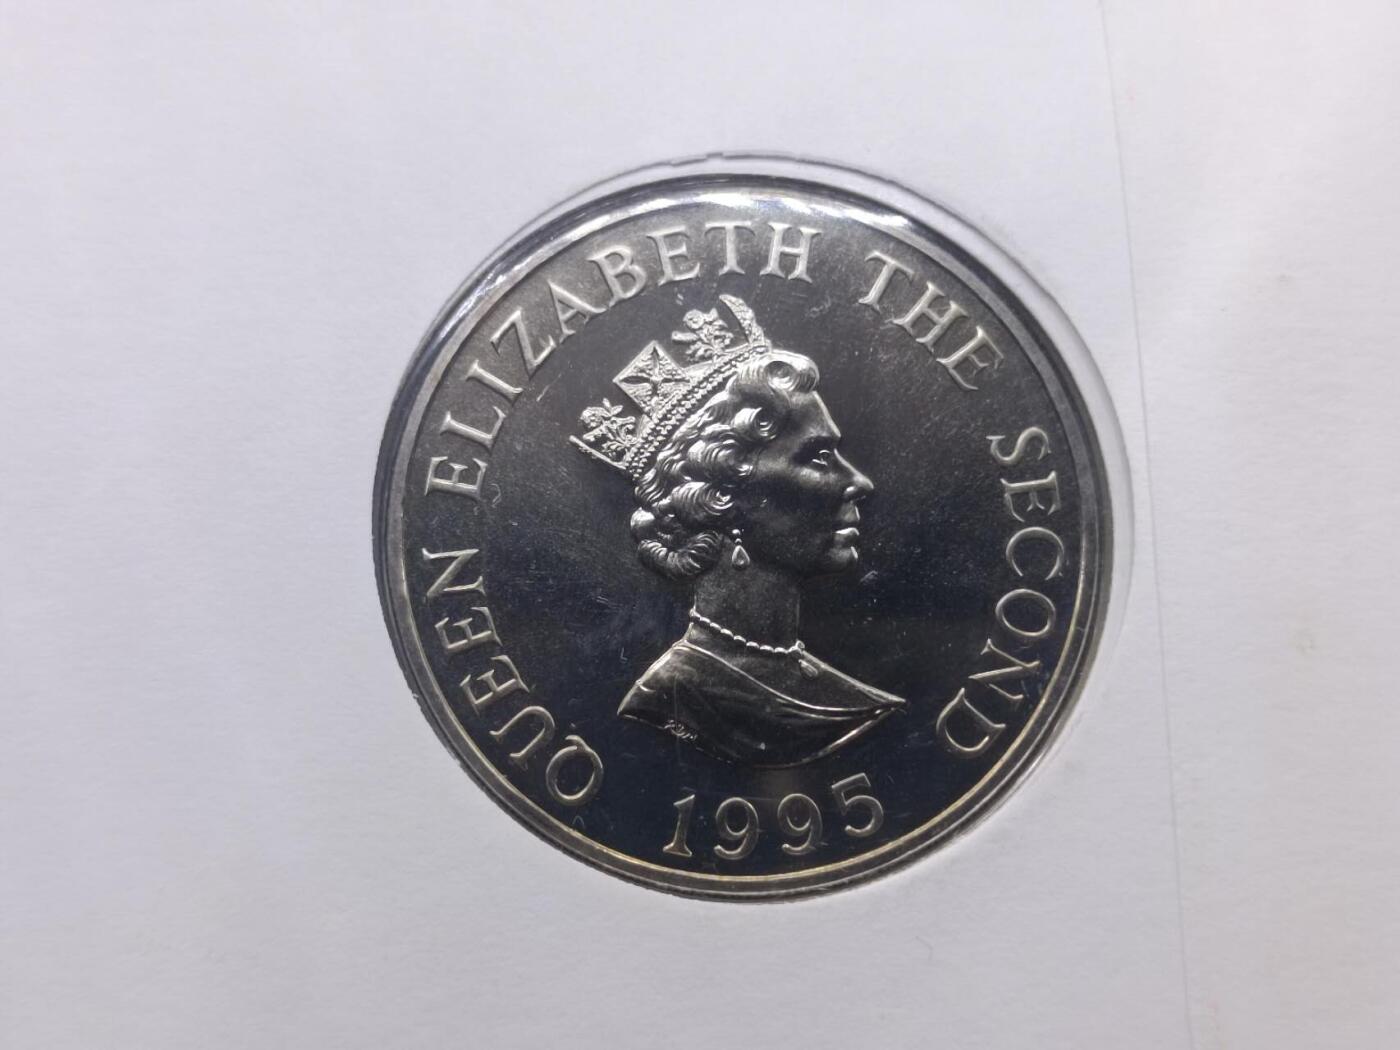 QUEEN ELIZABETH THE SECOND
1995